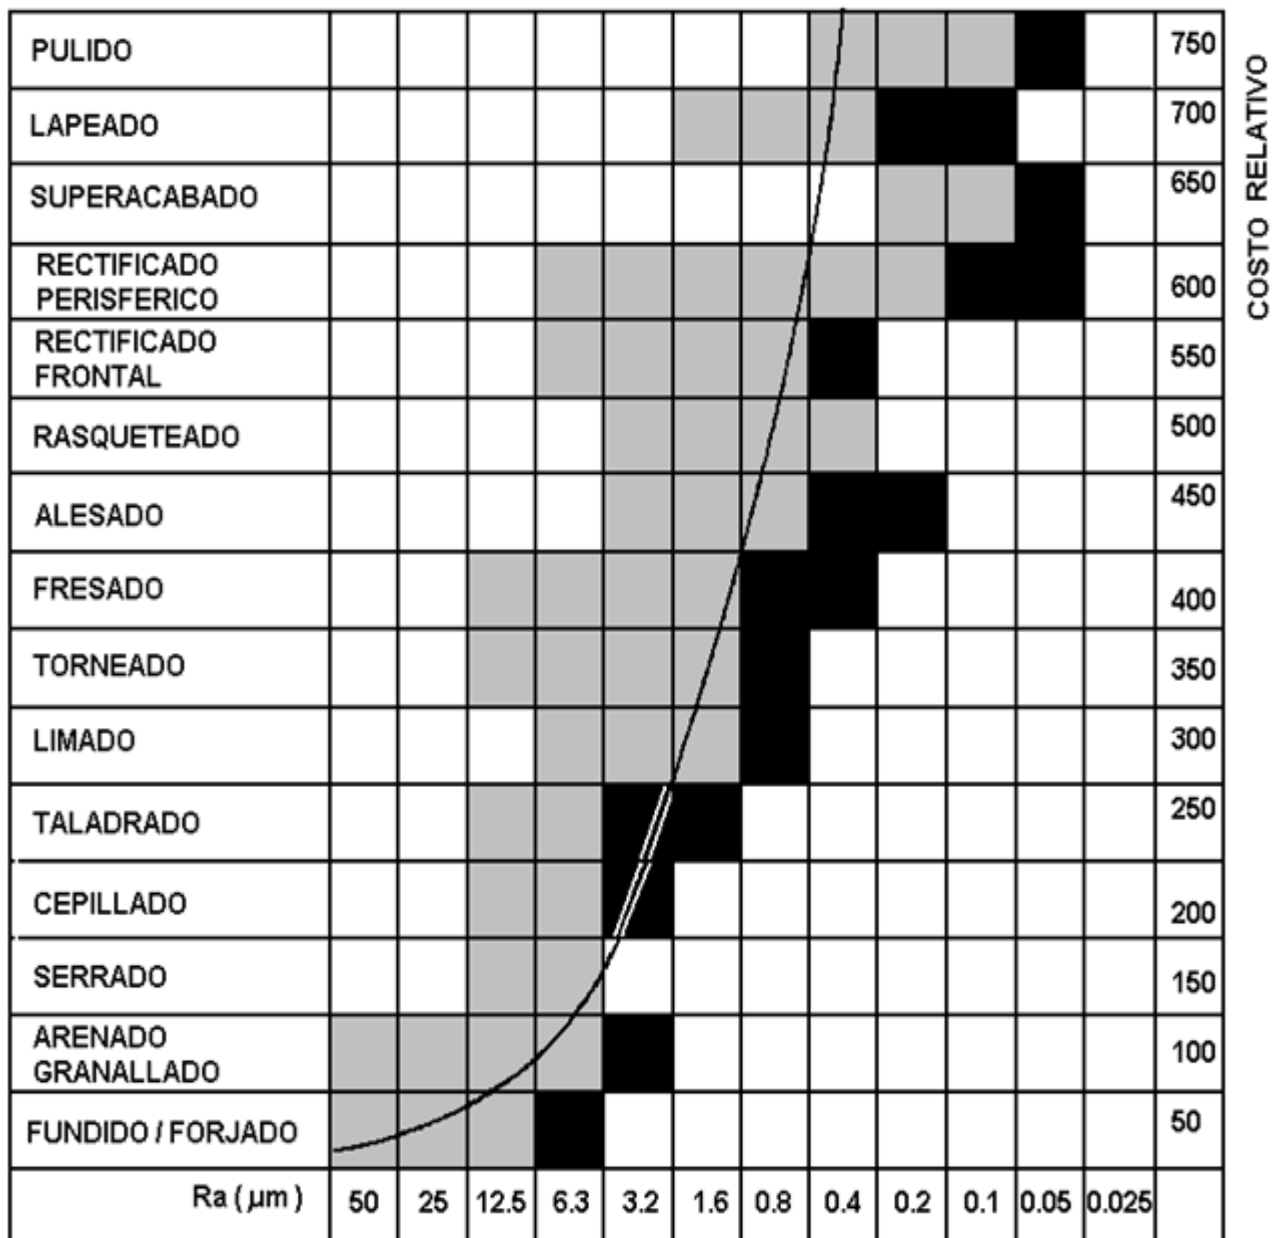 PULIDO 750
LAPEADO 700
SUPERACABADO 650
RECTIFICADO
PERISFERICO 600
RECTIFICADO
FRONTAL 550
RASQUETEADO 500
ALESADO 450
FRESADO 400
TORNEADO 350
LIMADO 300
TALADRADO 250
CEPILLADO 200
SERRADO 150
ARENADO
GRANALLADO 100
FUNDIDO / FORJADO 50
Ra ( µm ) 50 25 12.5 6.3 3.2 1.6 0.8 0.4 0.2 0.1 0.05 0.025
COSTO RELATIVO